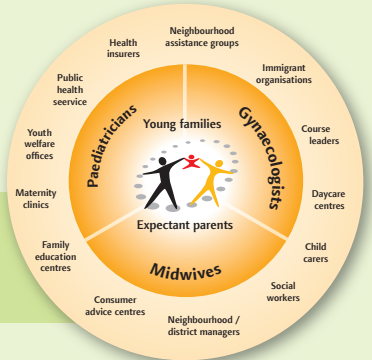 Neighbourhood
assistance groups
Immigrant
organisations
Course
leaders
Daycare
centres
Child
carers
Social
workers
Neighbourhood /
district managers
Consumer
advice centres
Family
education
centres
Maternity
clinics
Youth
welfare
offices
Public
health
seervice
Health
insurers
Paediatricians
Gynaecologists
Midwives
Young families
Expectant parents